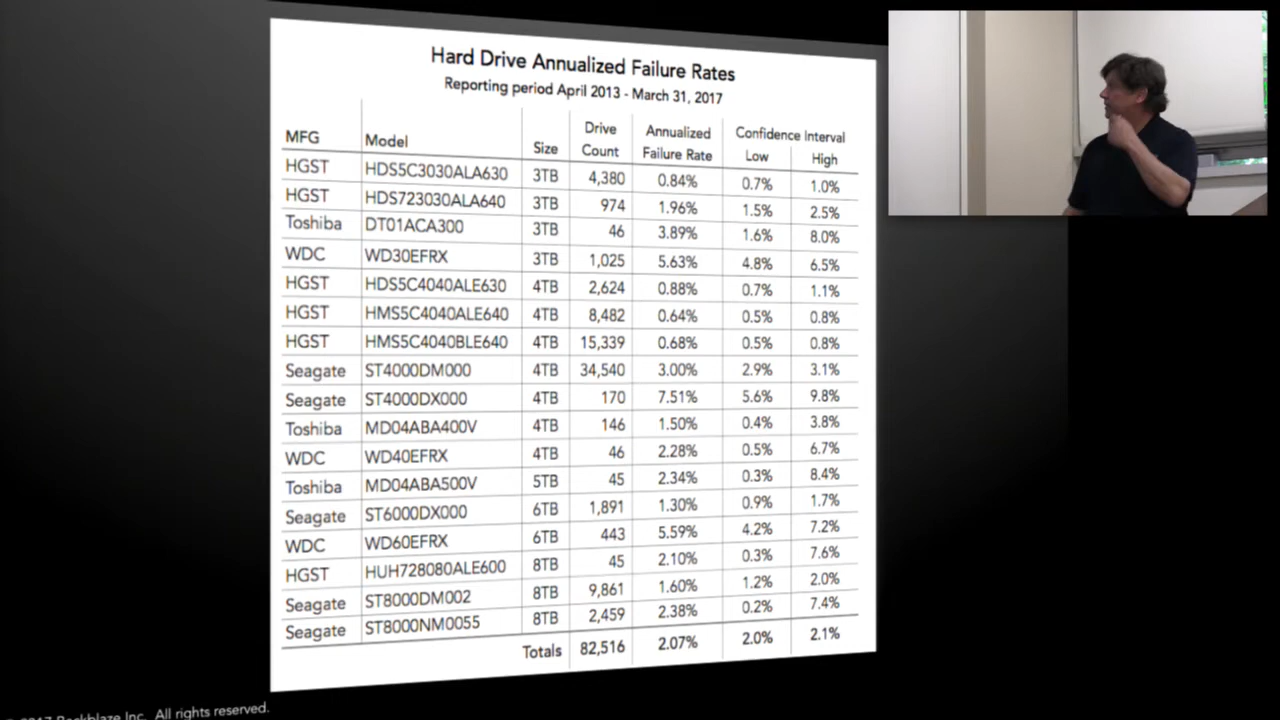 Hard Drive Annualized Failure Rates
Reporting period April 2013 - March 31, 2017
MFG Model Size Drive Count Annualized Failure Rate Confidence Interval Low High
HGST HDS5C3030ALA630 3TB 4,380 0.84% 0.7% 1.0%
HGST HDS723030ALA640 3TB 974 1.96% 1.5% 2.5%
Toshiba DT01ACA300 3TB 46 3.89% 1.6% 8.0%
WDC WD30EFRX 3TB 1,025 5.63% 4.8% 6.5%
HGST HDS5C4040ALE630 4TB 2,624 0.88% 0.7% 1.1%
HGST HMS5C4040ALE640 4TB 8,482 0.64% 0.5% 0.8%
HGST HMS5C4040BLE640 4TB 15,339 0.68% 0.5% 0.8%
Seagate ST4000DM000 4TB 34,540 3.00% 2.9% 3.1%
Seagate ST4000DX000 4TB 170 7.51% 5.6% 9.8%
Toshiba MD04ABA400V 4TB 146 1.50% 0.4% 3.8%
WDC WD40EFRX 4TB 46 2.28% 0.5% 6.7%
Toshiba MD04ABA500V 5TB 45 2.34% 0.3% 8.4%
Seagate ST6000DX000 6TB 1,891 1.30% 0.9% 1.7%
WDC WD60EFRX 6TB 443 5.59% 4.2% 7.2%
HGST HUH728080ALE600 8TB 45 2.10% 0.3% 7.6%
Seagate ST8000DM002 8TB 9,861 1.60% 1.2% 2.0%
Seagate ST8000NM0055 8TB 2,459 2.38% 0.2% 7.4%
Totals 82,516 2.07% 2.0% 2.1%
2017 Backblaze Inc. All rights reserved.